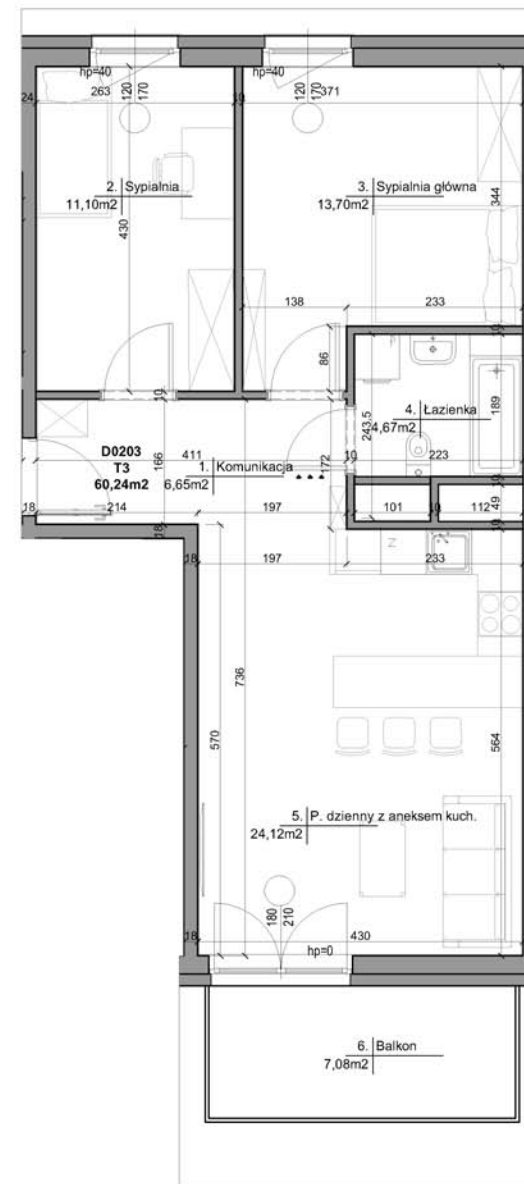 hp=40
hp=40
24
263
120
170
10
120
170
371
2. Sypialnia
11,10m2
3. Sypialnia główna
13,70m2
344
430
138
233
86
10
10
189
4. Łazienka
4,67m2
243,5
D0203
T3
60,24m2
411
1. Komunikacja
6,65m2
166
172
10
223
10
49
18
214
197
101
10
112
18
10
18
197
233
Z
736
570
564
5. P. dzienny z aneksem kuch.
24,12m2
180
210
18
430
hp=0
6. Balkon
7,08m2